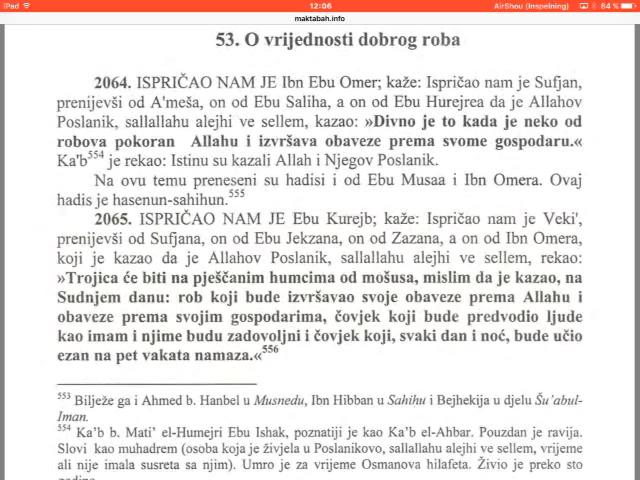 iPad 12:06 AirShou (Inspelning) 84 %
maktabah.info
53. O vrijednosti dobrog roba
2064. ISPRIČAO NAM JE Ibn Ebu Omer; kaže: Ispričao nam je Sufjan,
prenijevši od A'meša, on od Ebu Saliha, a on od Ebu Hurejrea da je Allahov
Poslanik, sallallahu alejhi ve sellem, kazao: »Divno je to kada je neko od
robova pokoran Allahu i izvršava obaveze prema svome gospodaru.«
Ka'b554 je rekao: Istinu su kazali Allah i Njegov Poslanik.
Na ovu temu preneseni su hadisi i od Ebu Musaa i Ibn Omera. Ovaj
hadis je hasenun-sahihun.555
2065. ISPRIČAO NAM JE Ebu Kurejb; kaže: Ispričao nam je Veki',
prenijevši od Sufjana, on od Ebu Jekzana, on od Zazana, a on od Ibn Omera,
koji je kazao da je Allahov Poslanik, sallallahu alejhi ve sellem, rekao:
»Trojica će biti na pješčanim humcima od mošusa, mislim da je kazao, na
Sudnjem danu: rob koji bude izvršavao svoje obaveze prema Allahu i
obaveze prema svojim gospodarima, čovjek koji bude predvodio ljude
kao imam i njime budu zadovoljni i čovjek koji, svaki dan i noć, bude učio
ezan na pet vakata namaza.«556
553 Bilježe ga i Ahmed b. Hanbel u Musnedu, Ibn Hibban u Sahihu i Bejhekija u djelu Šu'abul-
Iman.
554 Ka'b b. Mati' el-Humejri Ebu Ishak, poznatiji je kao Ka'b el-Ahbar. Pouzdan je ravija.
Slovi kao muhadrem (osoba koja je živjela u Poslanikovo, sallallahu alejhi ve sellem, vrijeme
ali nije imala susreta sa njim). Umro je za vrijeme Osmanova hilafeta. Živio je preko sto